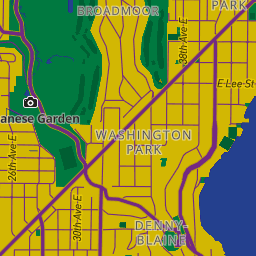 BROADMOOR
PARK
38th Ave E
E Lee St
anese Garden
WASHINGTON
PARK
26th Ave E
30th Ave E
DENNY-
BLAINE